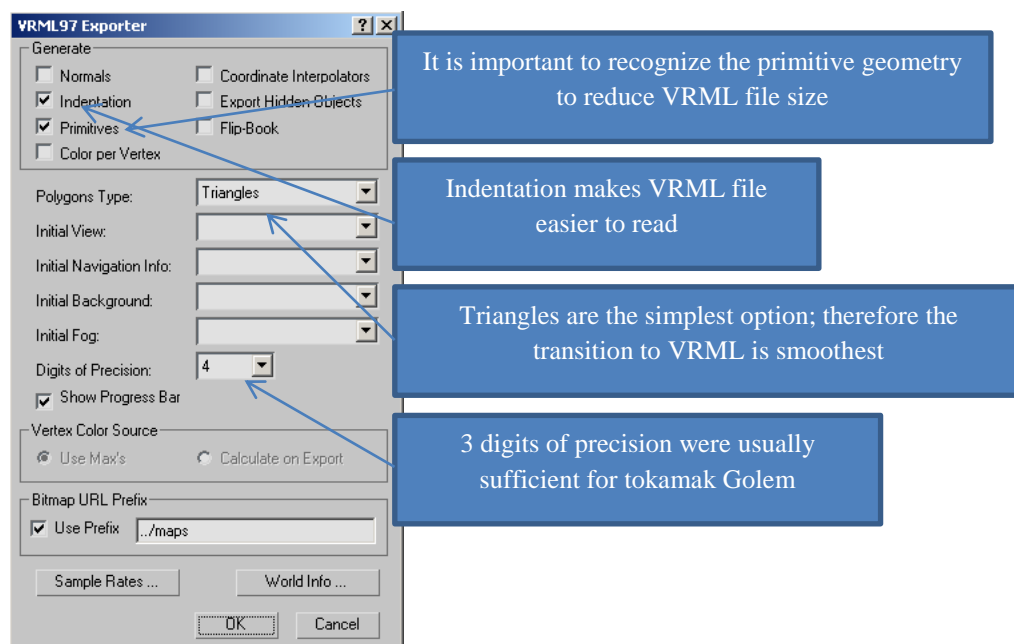 VRML97 Exporter
Generate
Normals
Coordinate Interpolators
Indentation
Export Hidden Objects
Primitives
Flip-Book
Color per Vertex
Polygons Type:
Triangles
Initial View:
Initial Navigation Info:
Initial Background:
Initial Fog:
Digits of Precision:
4
Show Progress Bar
Vertex Color Source
Use Max's
Calculate on Export
Bitmap URL Prefix
Use Prefix
../maps
Sample Rates ...
World Info ...
OK
Cancel
It is important to recognize the primitive geometry
to reduce VRML file size
Indentation makes VRML file
easier to read
Triangles are the simplest option; therefore the
transition to VRML is smoothest
3 digits of precision were usually
sufficient for tokamak Golem